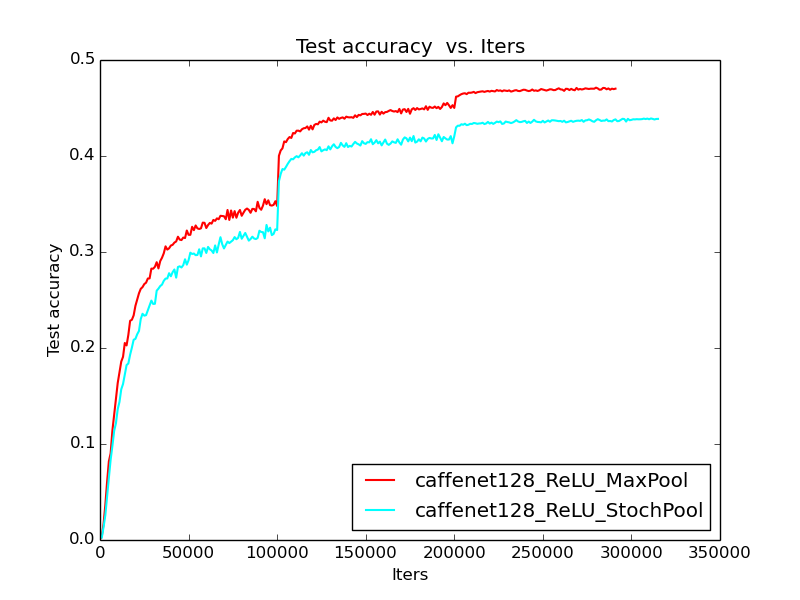 Test accuracy  vs. Iters
0.5
0.4
0.3
0.2
0.1
0.0
Test accuracy
0 50000 100000 150000 200000 250000 300000 350000
Iters
caffenet128_ReLU_MaxPool
caffenet128_ReLU_StochPool